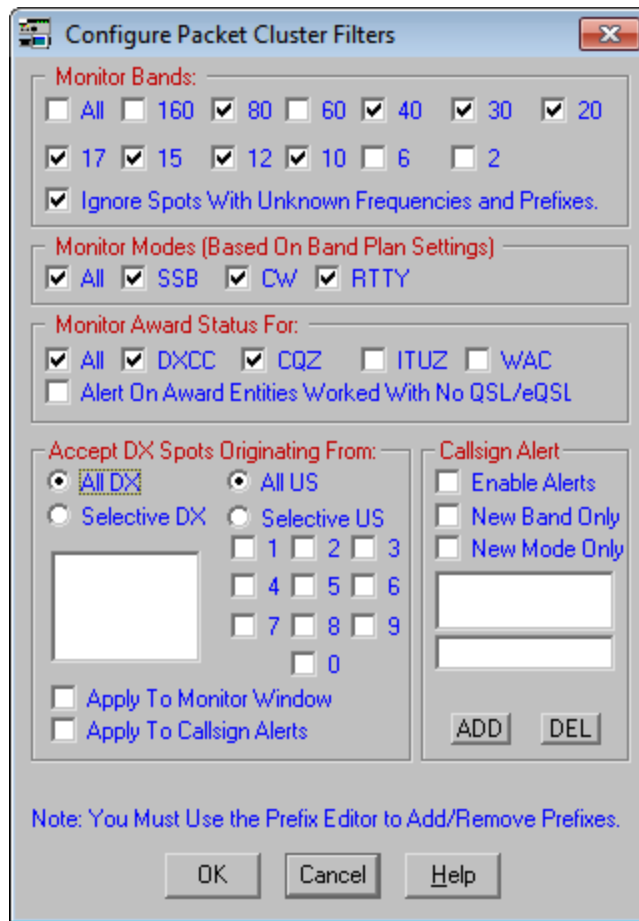 Configure Packet Cluster Filters
Monitor Bands:
All 160 80 60 40 30 20
17 15 12 10 6 2
Ignore Spots With Unknown Frequencies and Prefixes.
Monitor Modes (Based On Band Plan Settings)
All SSB CW RTTY
Monitor Award Status For:
All DXCC CQZ ITUZ WAC
Alert On Award Entities Worked With No QSL/eQSL
Accept DX Spots Originating From:
All DX All US
Selective DX Selective US
1 2 3
4 5 6
7 8 9
0
Apply To Monitor Window
Apply To Callsign Alerts
Callsign Alert
Enable Alerts
New Band Only
New Mode Only
ADD DEL
Note: You Must Use the Prefix Editor to Add/Remove Prefixes.
OK Cancel Help